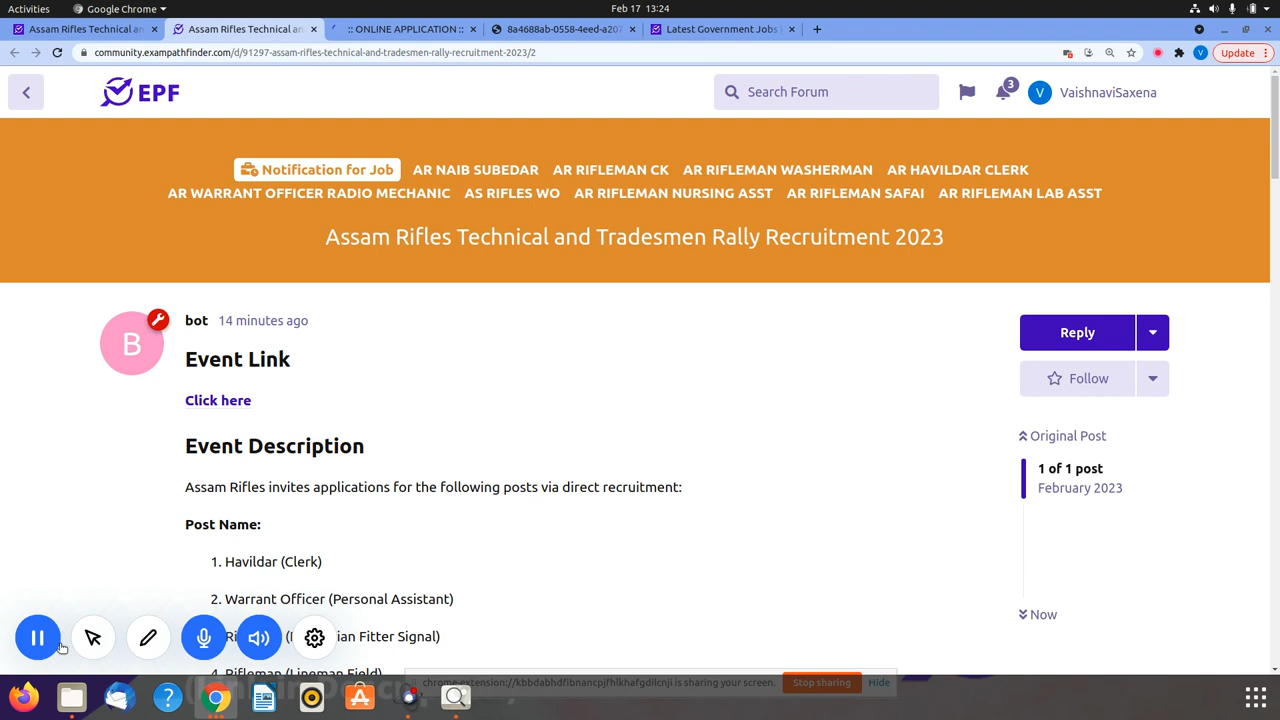 Activities Google Chrome Feb 17 13:24
Assam Rifles Technical an Assam Rifles Technical an :: ONLINE APPLICATION :: 8a4688ab-0558-4eed-a207 Latest Government Jobs
community.exampathfinder.com/d/91297-assam-rifles-technical-and-tradesmen-rally-recruitment-2023/2 V Update
EPF Search Forum 3 V VaishnaviSaxena
Notification for Job AR NAIB SUBEDAR AR RIFLEMAN CK AR RIFLEMAN WASHERMAN AR HAVILDAR CLERK
AR WARRANT OFFICER RADIO MECHANIC AS RIFLES WO AR RIFLEMAN NURSING ASST AR RIFLEMAN SAFAI AR RIFLEMAN LAB ASST
Assam Rifles Technical and Tradesmen Rally Recruitment 2023
B bot 14 minutes ago
Reply
Event Link
Follow
Click here
Original Post
Event Description
1 of 1 post
Assam Rifles invites applications for the following posts via direct recruitment:
February 2023
Post Name:
1. Havildar (Clerk)
2. Warrant Officer (Personal Assistant)
Now
ian Fitter Signal)
4. Rifleman (Lineman Field)
chrome-extension://kbbdabhdfibnancpjfhlkhafgdilcnji is sharing your screen. Stop sharing Hide